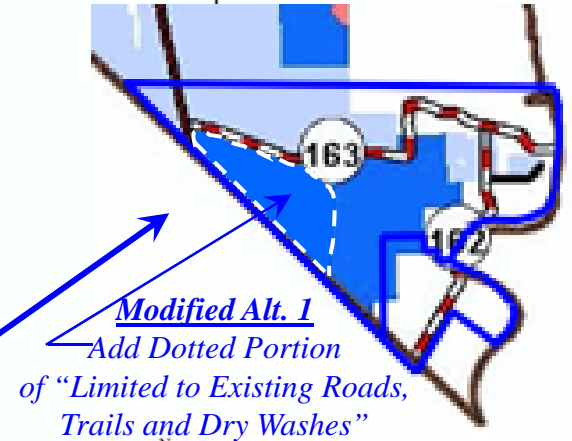 163
162
Modified Alt. 1
Add Dotted Portion
of “Limited to Existing Roads,
Trails and Dry Washes”